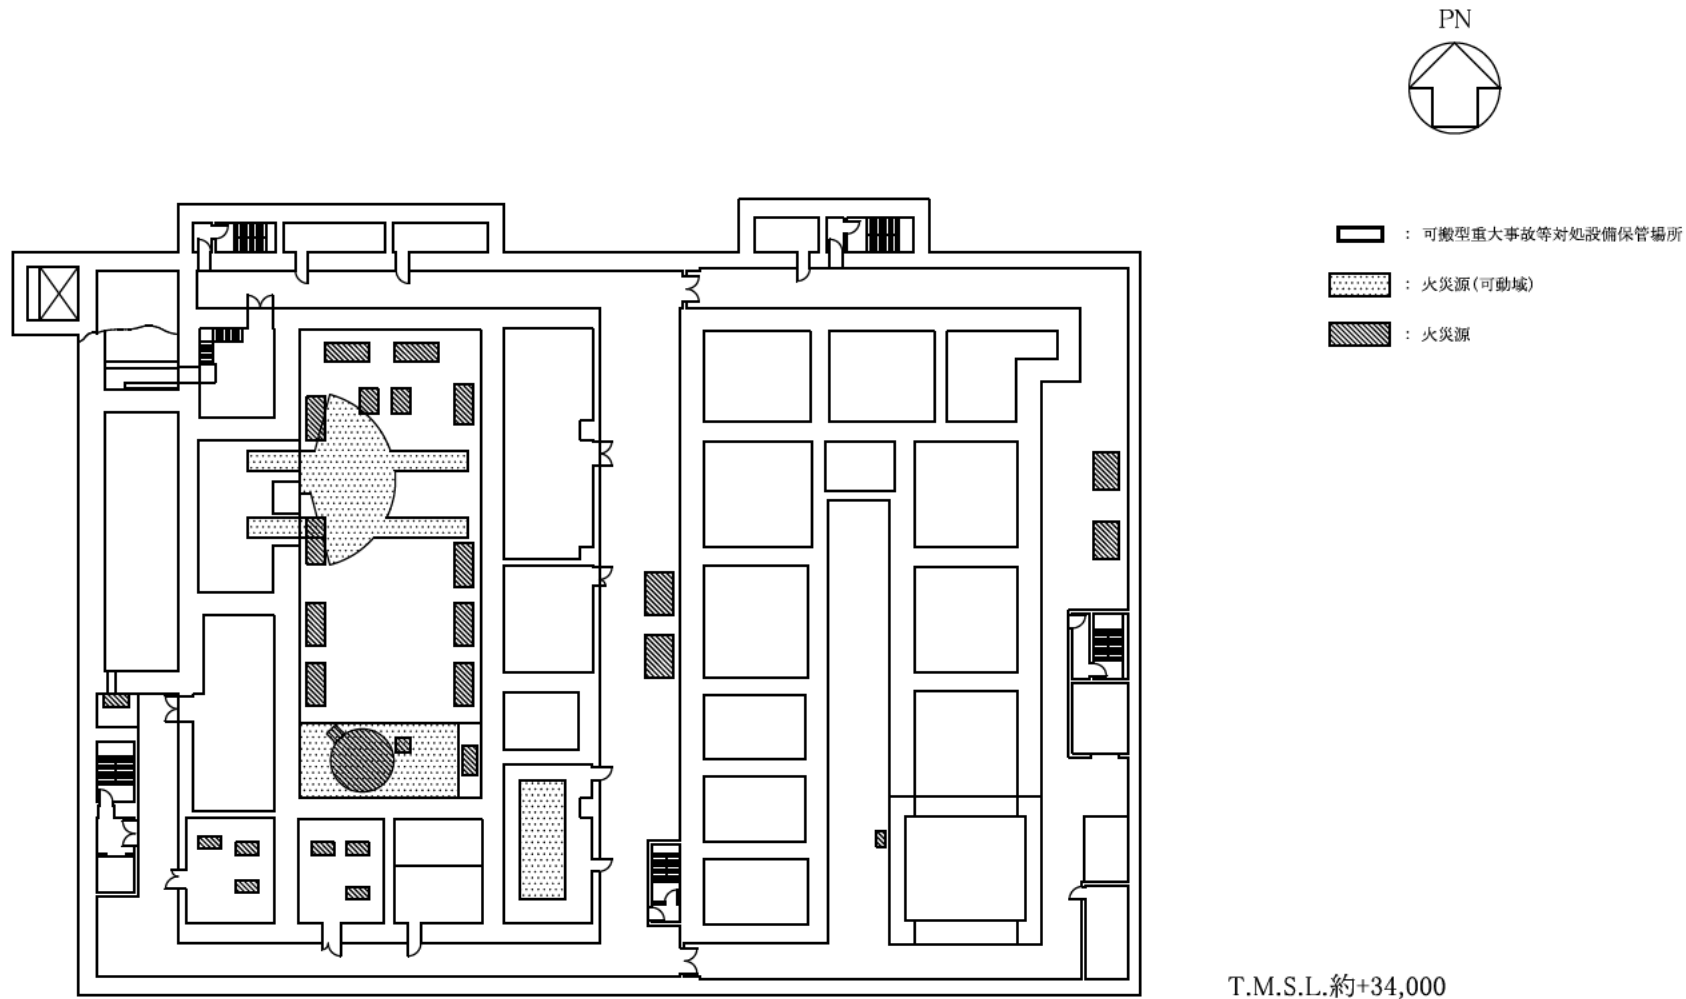 PN
： 可搬型重大事故等対処設備保管場所
： 火災源(可動域)
： 火災源
T.M.S.L.約+34,000